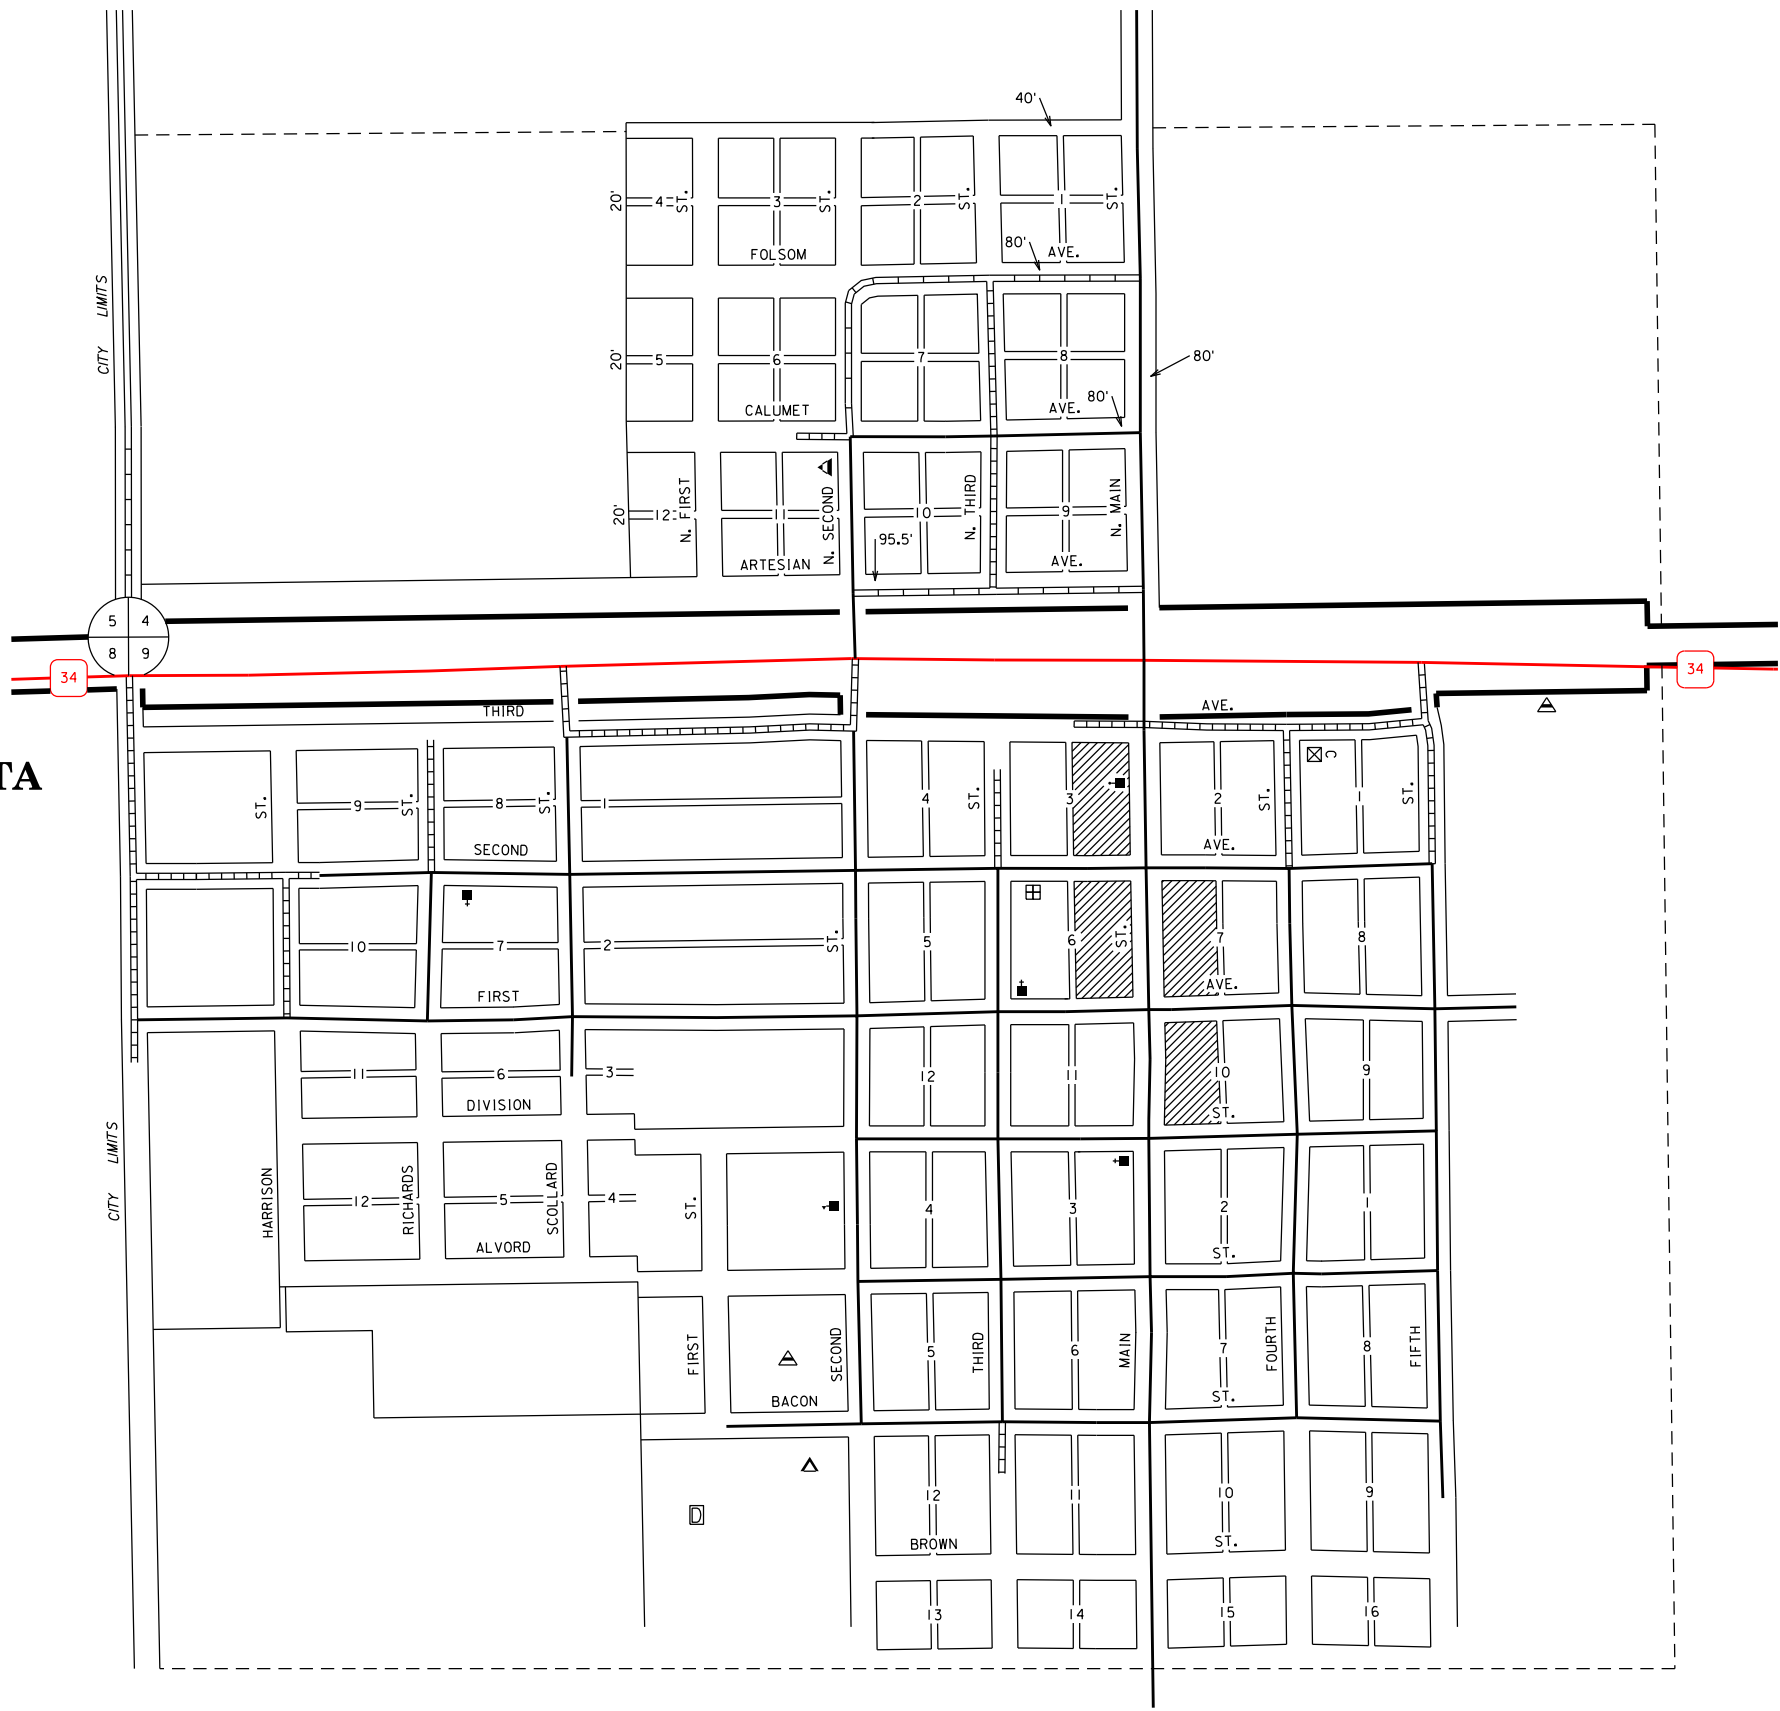 40'
20'
4
ST.
3
ST.
2
ST.
1
ST.
FOLSOM
80'
AVE.
CITY LIMITS
20'
5
6
7
8
80'
CALUMET
80'
AVE.
20'
12
N. FIRST
11
N. SECOND
10
N. THIRD
9
N. MAIN
95.5'
ARTESIAN
AVE.
5
4
8
9
34
34
THIRD
AVE.
TA
C
ST.
9
ST.
8
ST.
1
4
ST.
3
2
ST.
1
ST.
SECOND
AVE.
10
7
2
ST.
5
6
ST.
7
8
FIRST
AVE.
11
6
3
12
11
10
9
DIVISION
ST.
CITY LIMITS
HARRISON
12
RICHARDS
5
SCOLLARD
4
ST.
4
3
2
1
ALVORD
ST.
FIRST
SECOND
5
THIRD
6
MAIN
7
FOURTH
8
FIFTH
BACON
ST.
D
12
11
10
9
BROWN
ST.
13
14
15
16